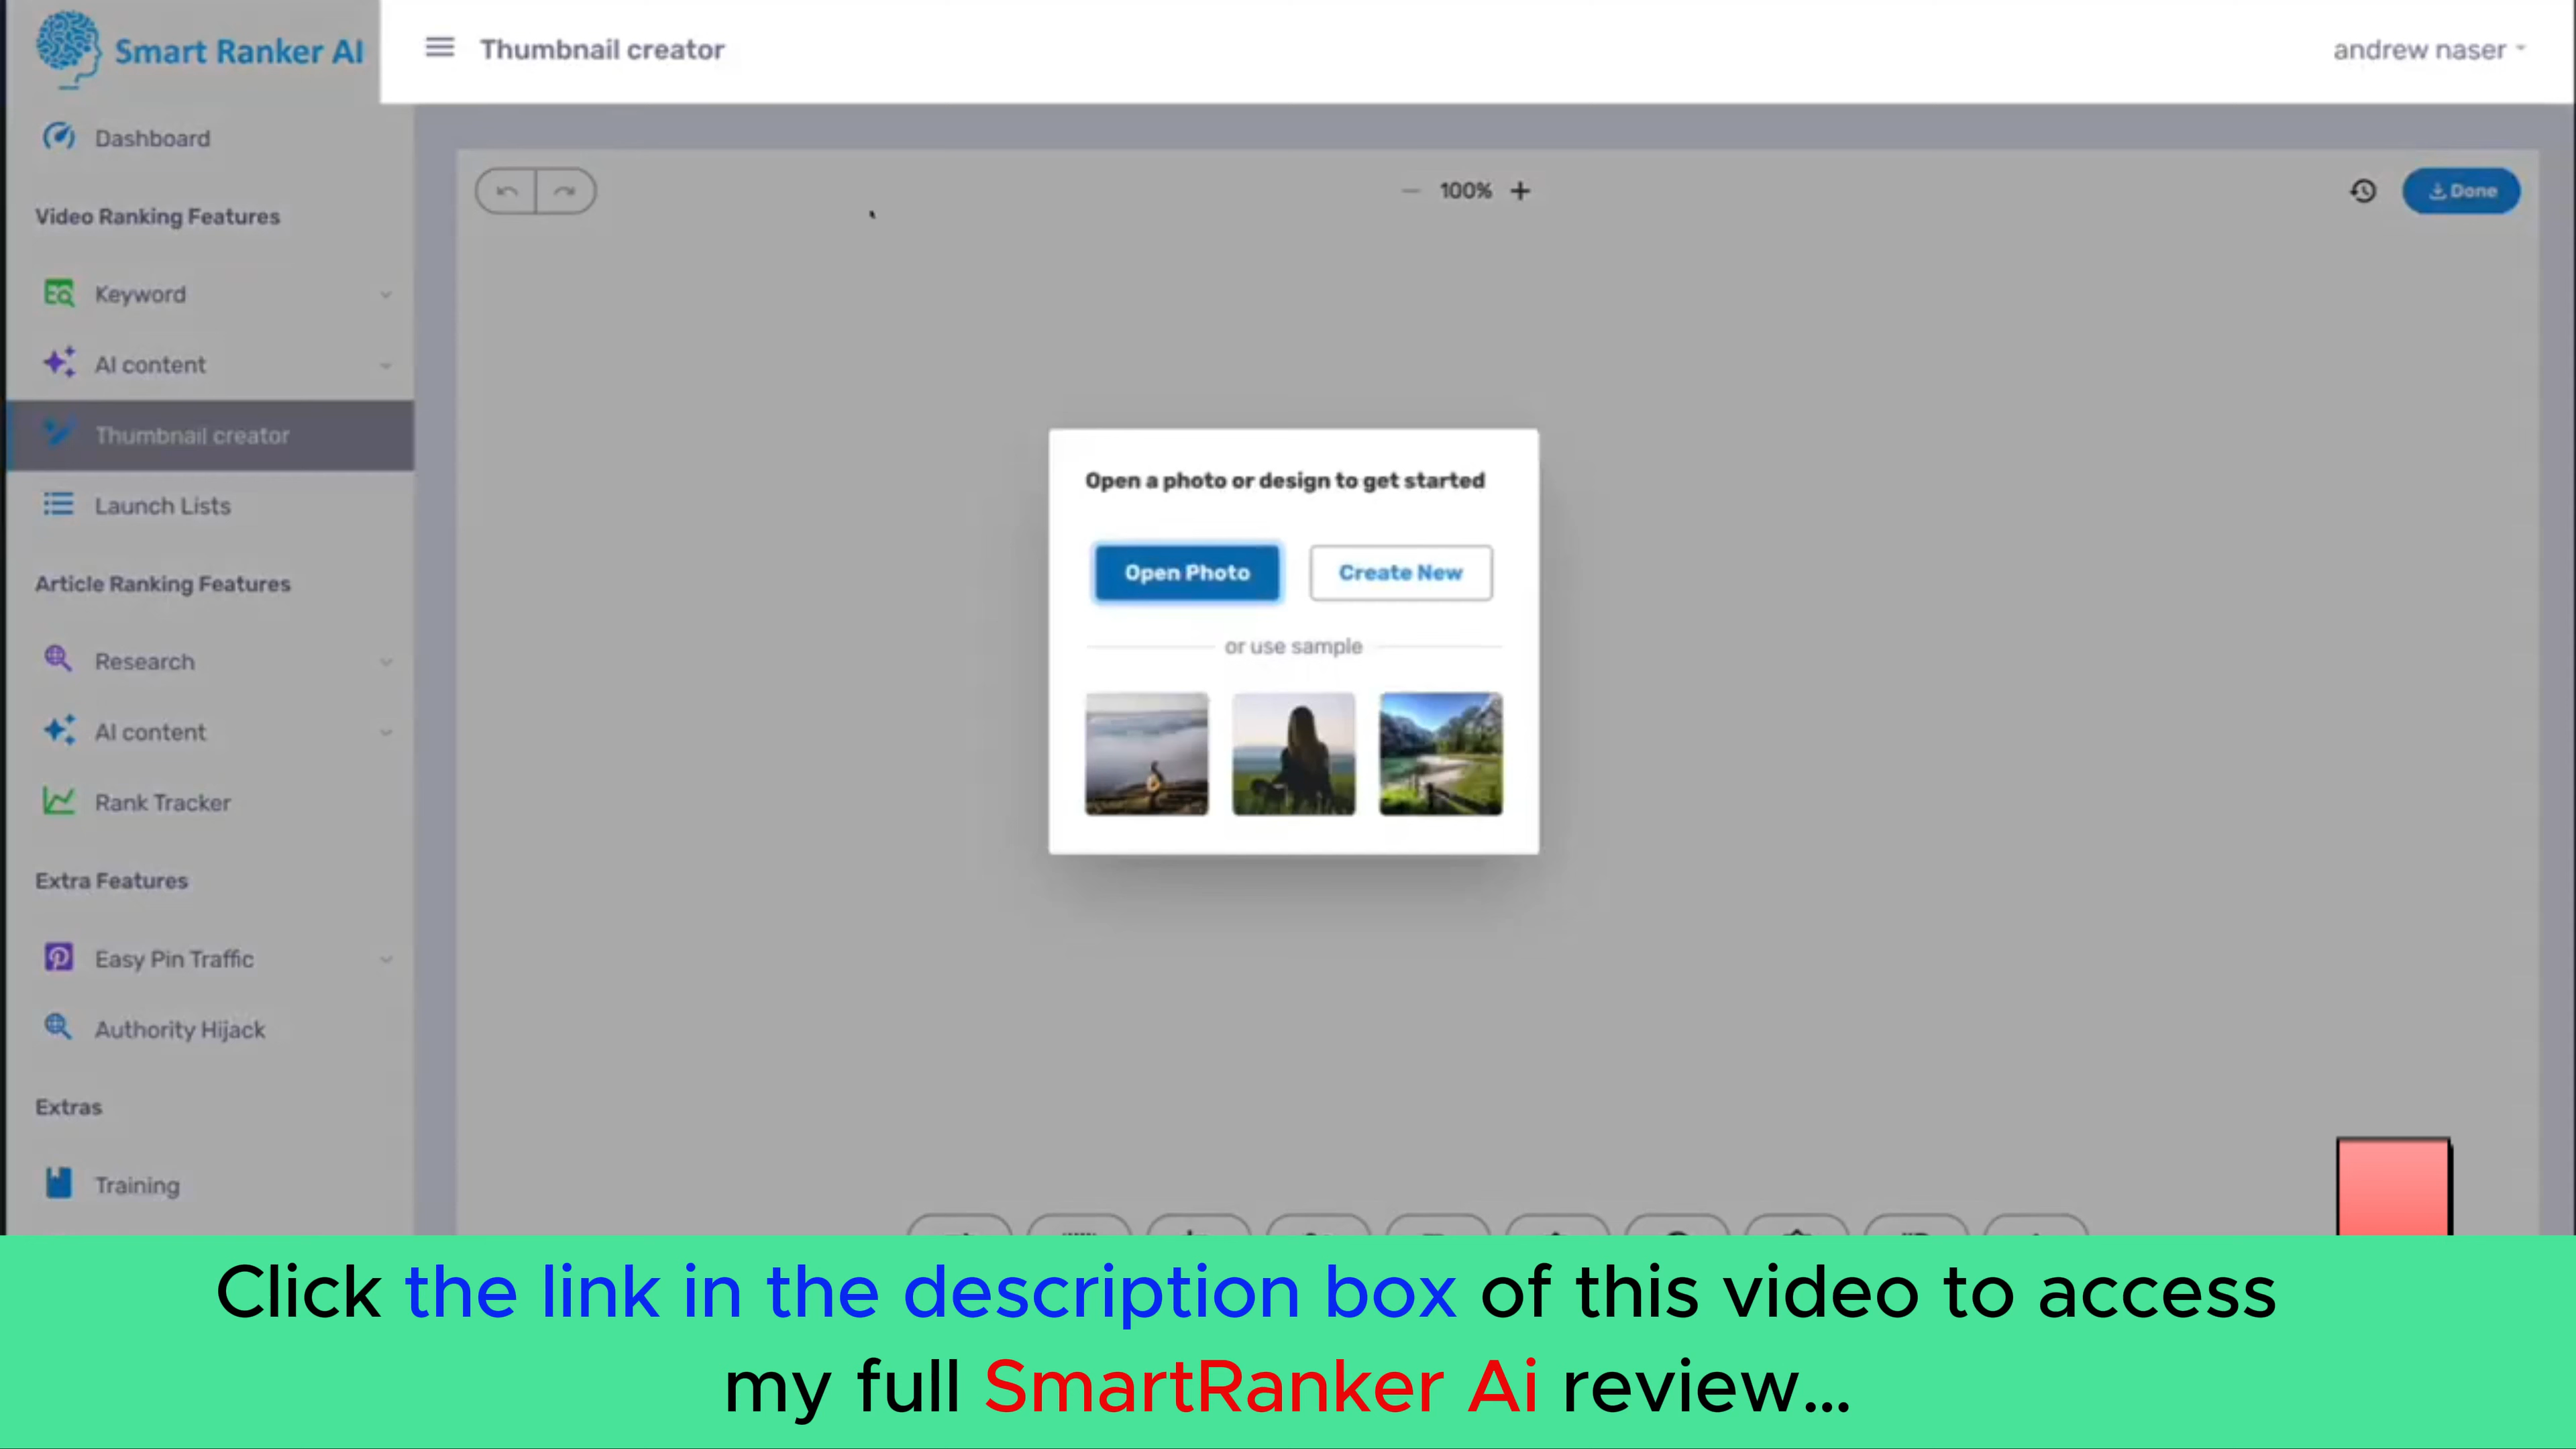 Smart Ranker AI
Thumbnail creator
andrew naser
Dashboard
Video Ranking Features
Keyword
AI content
Thumbnail creator
Launch Lists
Article Ranking Features
Research
AI content
Rank Tracker
Extra Features
Easy Pin Traffic
Authority Hijack
Extras
Training
100%
Done
Open a photo or design to get started
Open Photo
Create New
or use sample
Click the link in the description box of this video to access
my full SmartRanker Ai review...